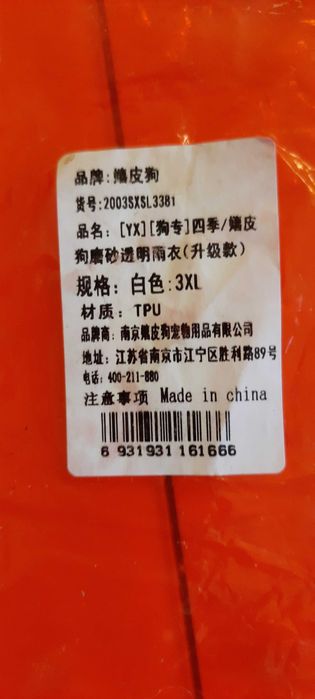 品牌:嬉皮狗
货号:2003SXSL3381
品名: [YX][狗专]四季/嬉皮
狗磨砂透明雨衣(升级款)
规格: 白色:3XL
材质: TPU
品牌商: 南京嬉皮狗宠物用品有限公司
地址: 江苏省南京市江宁区胜利路89号
电话: 400-211-880
注意事项 Made in china
6 931931 161666